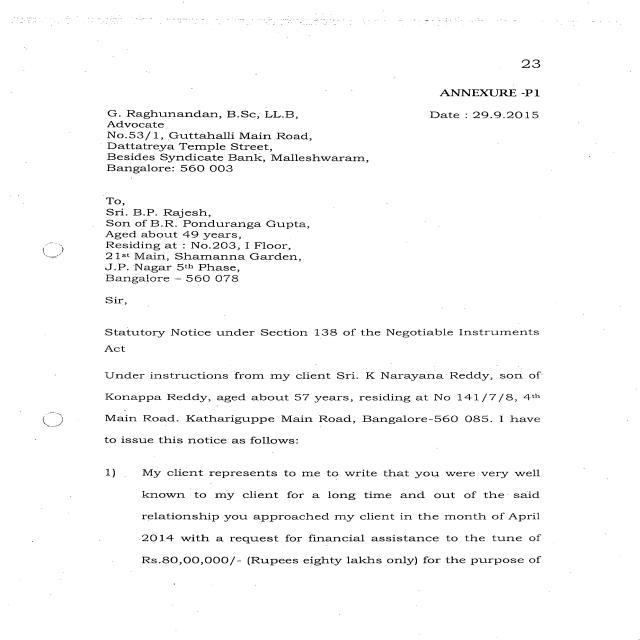 23
ANNEXURE -P1
G. Raghunandan, B.Sc, LL.B, Date : 29.9.2015
Advocate
No.53/1, Guttahalli Main Road,
Dattatreya Temple Street,
Besides Syndicate Bank, Malleshwaram,
Bangalore: 560 003
To,
Sri. B.P. Rajesh,
Son of B.R. Ponduranga Gupta,
Aged about 49 years,
Residing at : No.203, I Floor,
21st Main, Shamanna Garden,
J.P. Nagar 5th Phase,
Bangalore – 560 078
Sir,
Statutory Notice under Section 138 of the Negotiable Instruments
Act
Under instructions from my client Sri. K Narayana Reddy, son of
Konappa Reddy, aged about 57 years, residing at No 141/7/8, 4th
Main Road. Kathariguppe Main Road, Bangalore-560 085. I have
to issue this notice as follows:
1) My client represents to me to write that you were very well
known to my client for a long time and out of the said
relationship you approached my client in the month of April
2014 with a request for financial assistance to the tune of
Rs.80,00,000/- (Rupees eighty lakhs only) for the purpose of